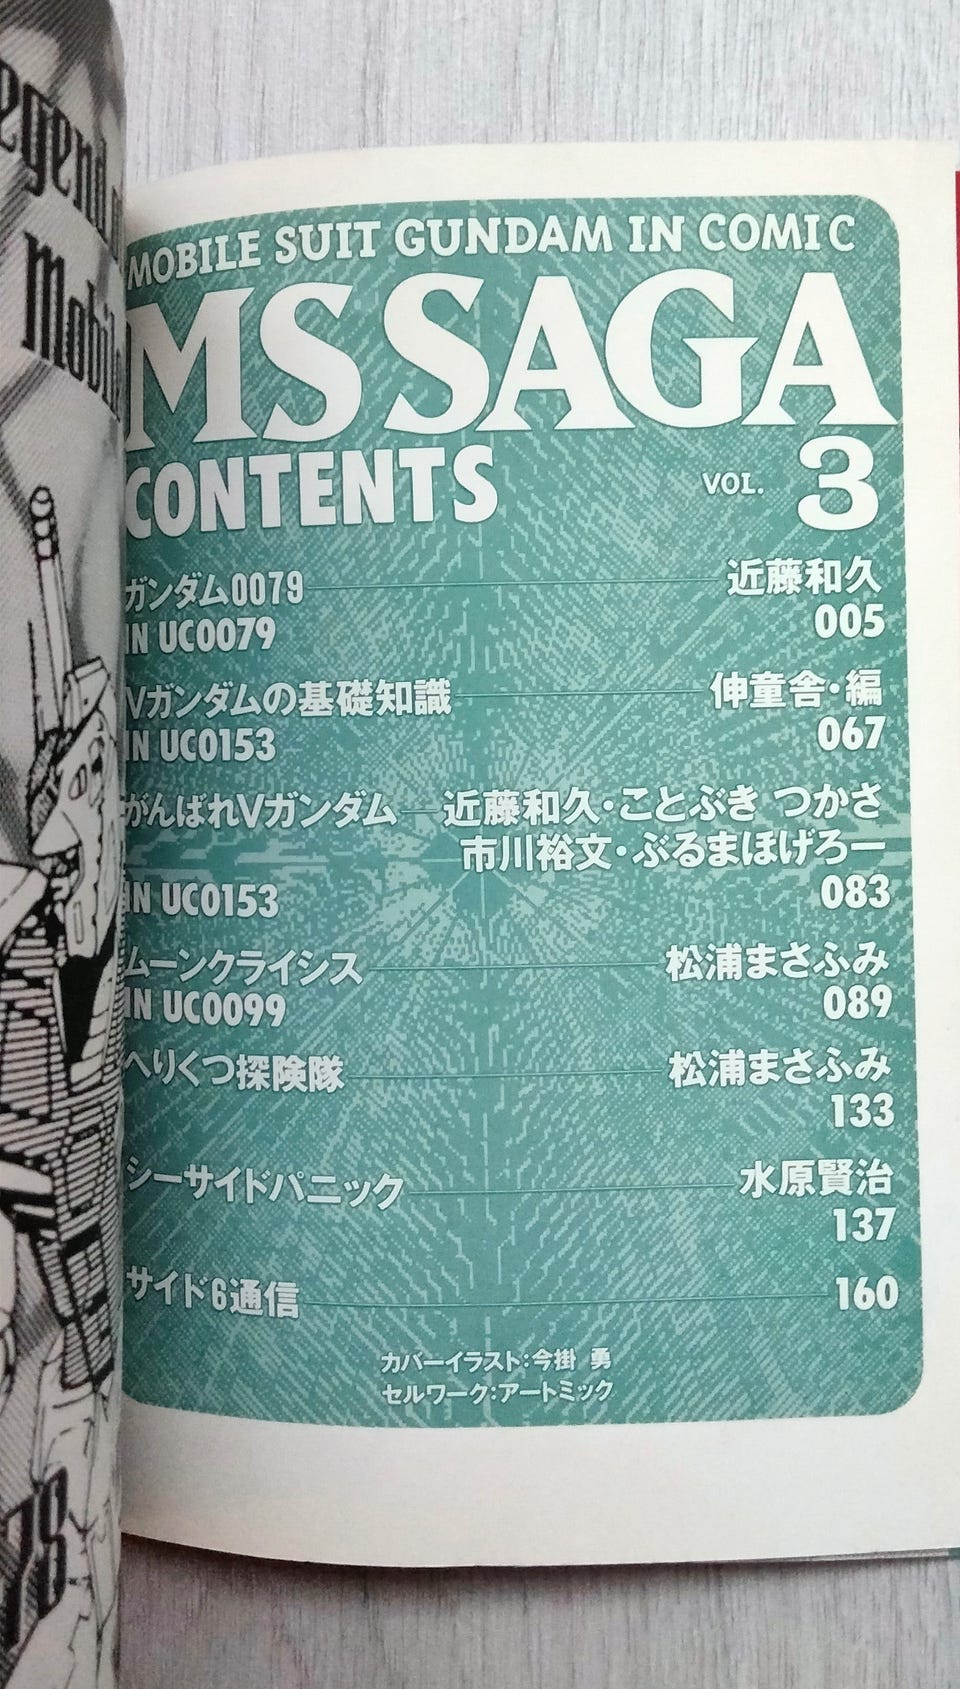 MOBILE SUIT GUNDAM IN COMIC
MS SAGA
CONTENTS
VOL. 3
ガンダム0079 近藤和久
IN UC0079 005
Vガンダムの基礎知識 伸童舎・編
IN UC0153 067
がんばれVガンダム 近藤和久・ことぶき つかさ
市川裕文・ぶるまほげろー
IN UC0153 083
ムーンクライシス 松浦まさふみ
IN UC0099 089
へりくつ探険隊 松浦まさふみ
133
シーサイドパニック 水原賢治
137
サイド6通信 160
カバーイラスト:今掛 勇
セルワーク:アートミック